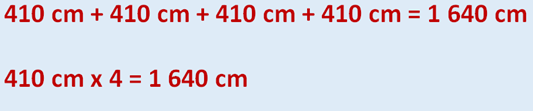 410 cm + 410 cm + 410 cm + 410 cm = 1 640 cm
410 cm x 4 = 1 640 cm